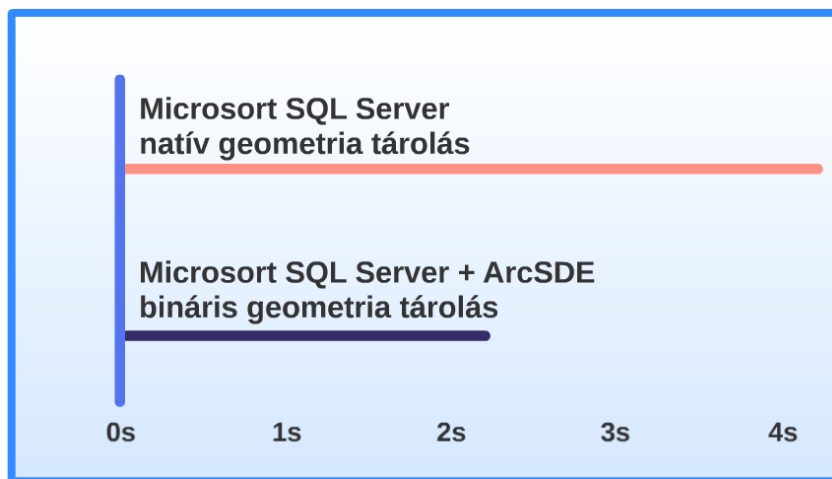 Microsort SQL Server
natív geometria tárolás
Microsort SQL Server + ArcSDE
bináris geometria tárolás
0s 1s 2s 3s 4s